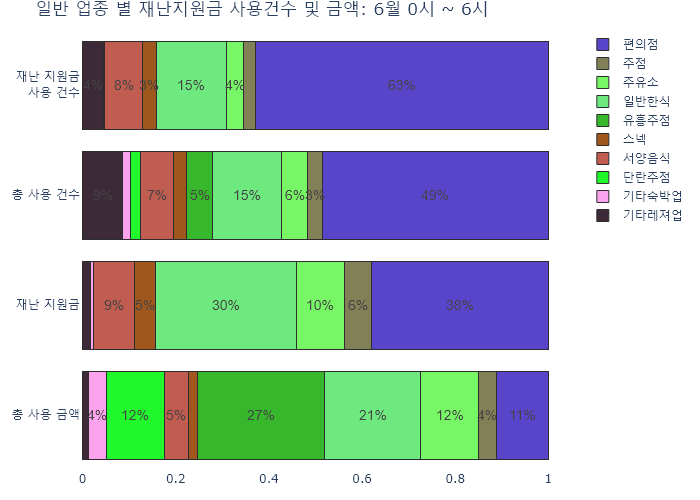 일반 업종 별 재난지원금 사용건수 및 금액: 6월 0시 ~ 6시
재난 지원금
사용 건수
4%
8%
3%
15%
4%
63%
총 사용 건수
9%
7%
5%
15%
6%
3%
49%
재난 지원금
9%
5%
30%
10%
6%
38%
총 사용 금액
4%
12%
5%
27%
21%
12%
4%
11%
0
0.2
0.4
0.6
0.8
1
편의점
주점
주유소
일반한식
유흥주점
스넥
서양음식
단란주점
기타숙박업
기타레져업